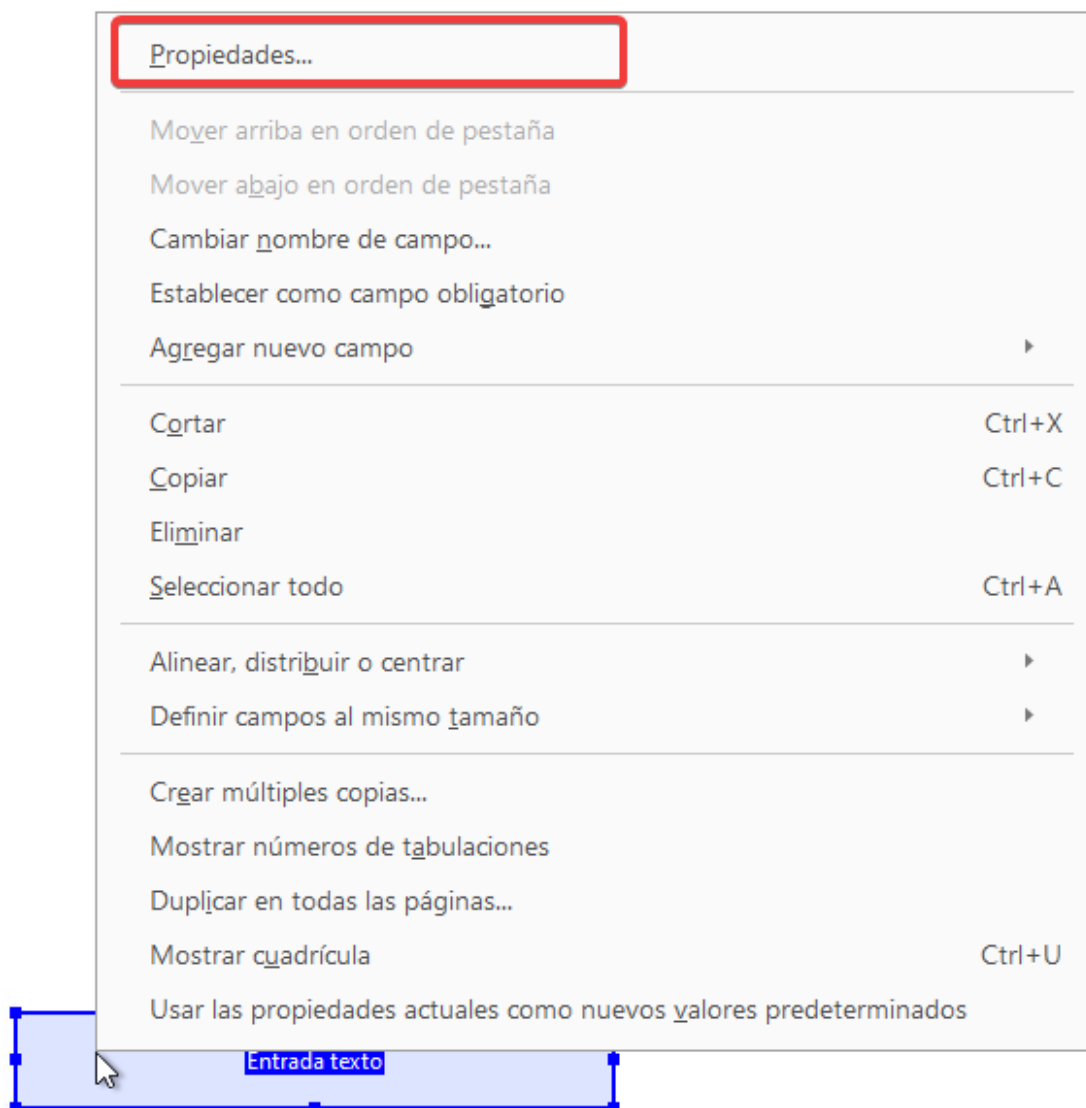 Propiedades...
Mover arriba en orden de pestaña
Mover abajo en orden de pestaña
Cambiar nombre de campo...
Establecer como campo obligatorio
Agregar nuevo campo
Cortar Ctrl+X
Copiar Ctrl+C
Eliminar
Seleccionar todo Ctrl+A
Alinear, distribuir o centrar
Definir campos al mismo tamaño
Crear múltiples copias...
Mostrar números de tabulaciones
Duplicar en todas las páginas...
Mostrar cuadrícula Ctrl+U
Usar las propiedades actuales como nuevos valores predeterminados
Entrada texto